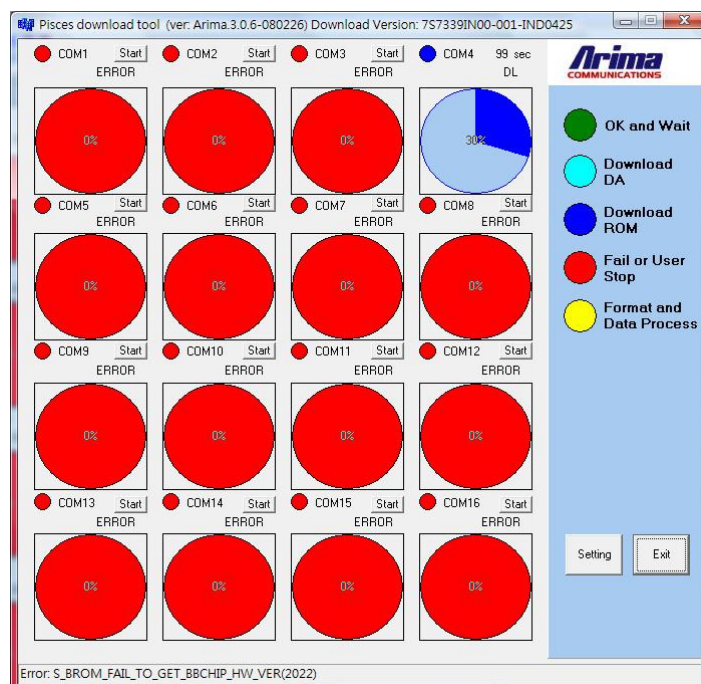 Pisces download tool (ver: Arima.3.0.6-080226) Download Version: 7S7339IN00-001-IND0425
COM1 Start COM2 Start COM3 Start COM4 99 sec
ERROR ERROR ERROR DL
0% 0% 0% 30%
COM5 Start COM6 Start COM7 Start COM8 Start
ERROR ERROR ERROR ERROR
0% 0% 0% 0%
COM9 Start COM10 Start COM11 Start COM12 Start
ERROR ERROR ERROR ERROR
0% 0% 0% 0%
COM13 Start COM14 Start COM15 Start COM16 Start
ERROR ERROR ERROR ERROR
0% 0% 0% 0%
Arima
COMMUNICATIONS
OK and Wait
Download
DA
Download
ROM
Fail or User
Stop
Format and
Data Process
Setting Exit
Error: S_BROM_FAIL_TO_GET_BBCHIP_HW_VER(2022)